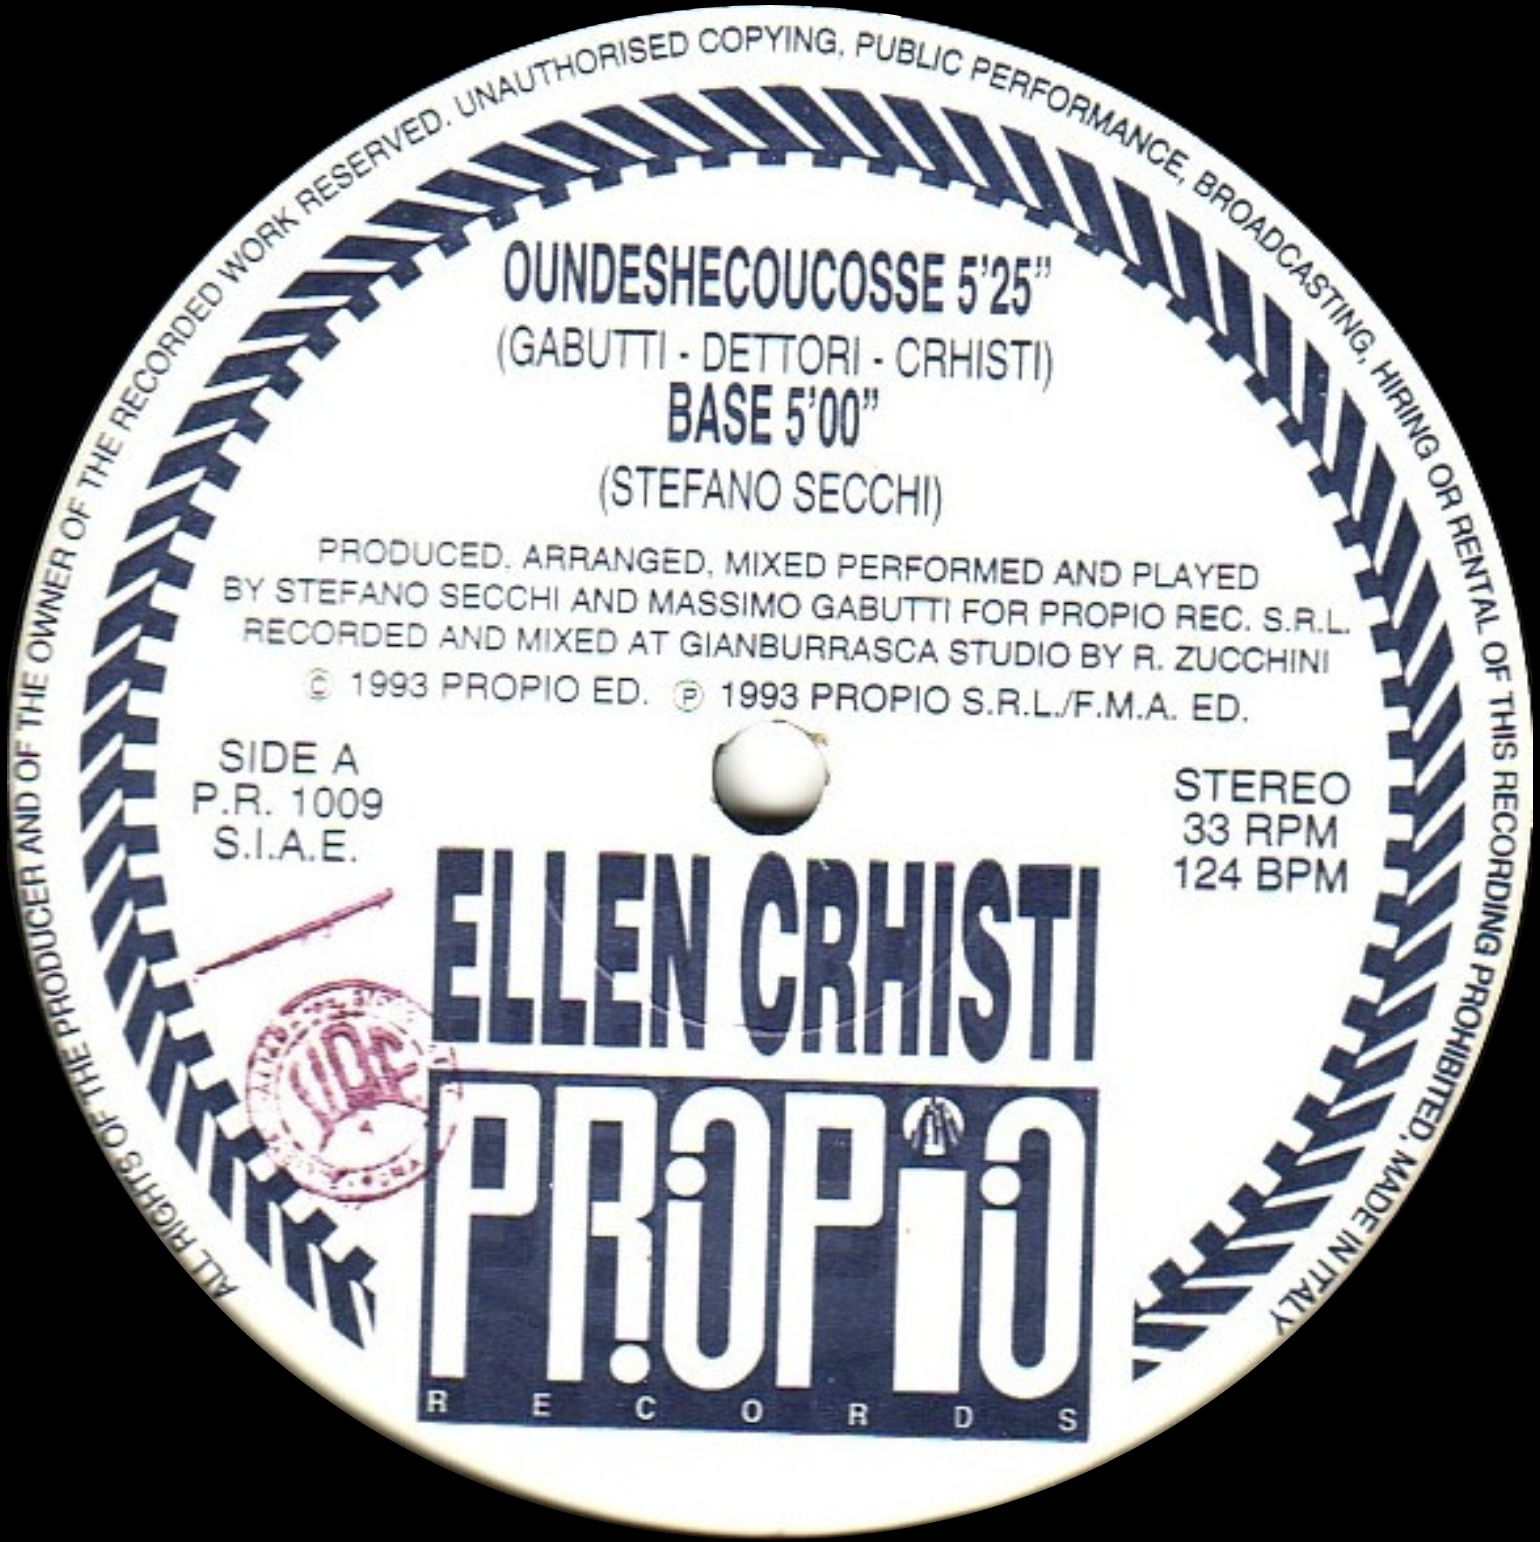 ALL RIGHTS OF THE PRODUCER AND OF THE OWNER OF THE RECORDED WORK RESERVED. UNAUTHORISED COPYING, PUBLIC PERFORMANCE, BROADCASTING, HIRING OR RENTAL OF THIS RECORDING PROHIBITED. MADE IN ITALY
OUNDESHECOUCOSSE 5'25"
(GABUTTI - DETTORI - CRHISTI)
BASE 5'00"
(STEFANO SECCHI)
PRODUCED, ARRANGED, MIXED PERFORMED AND PLAYED
BY STEFANO SECCHI AND MASSIMO GABUTTI FOR PROPIO REC. S.R.L.
RECORDED AND MIXED AT GIANBURRASCA STUDIO BY R. ZUCCHINI
© 1993 PROPIO ED. ℗ 1993 PROPIO S.R.L./F.M.A. ED.
SIDE A
P.R. 1009
S.I.A.E.
STEREO
33 RPM
124 BPM
ELLEN CRHISTI
PROPIO
RECORDS